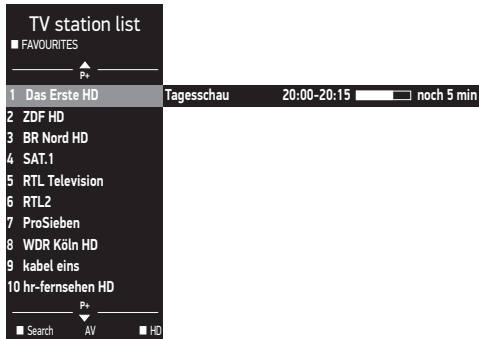 TV station list
FAVOURITES
P+
1 Das Erste HD Tagesschau 20:00-20:15 noch 5 min
2 ZDF HD
3 BR Nord HD
4 SAT.1
5 RTL Television
6 RTL2
7 ProSieben
8 WDR Köln HD
9 kabel eins
10 hr-fernsehen HD
P+
Search AV HD